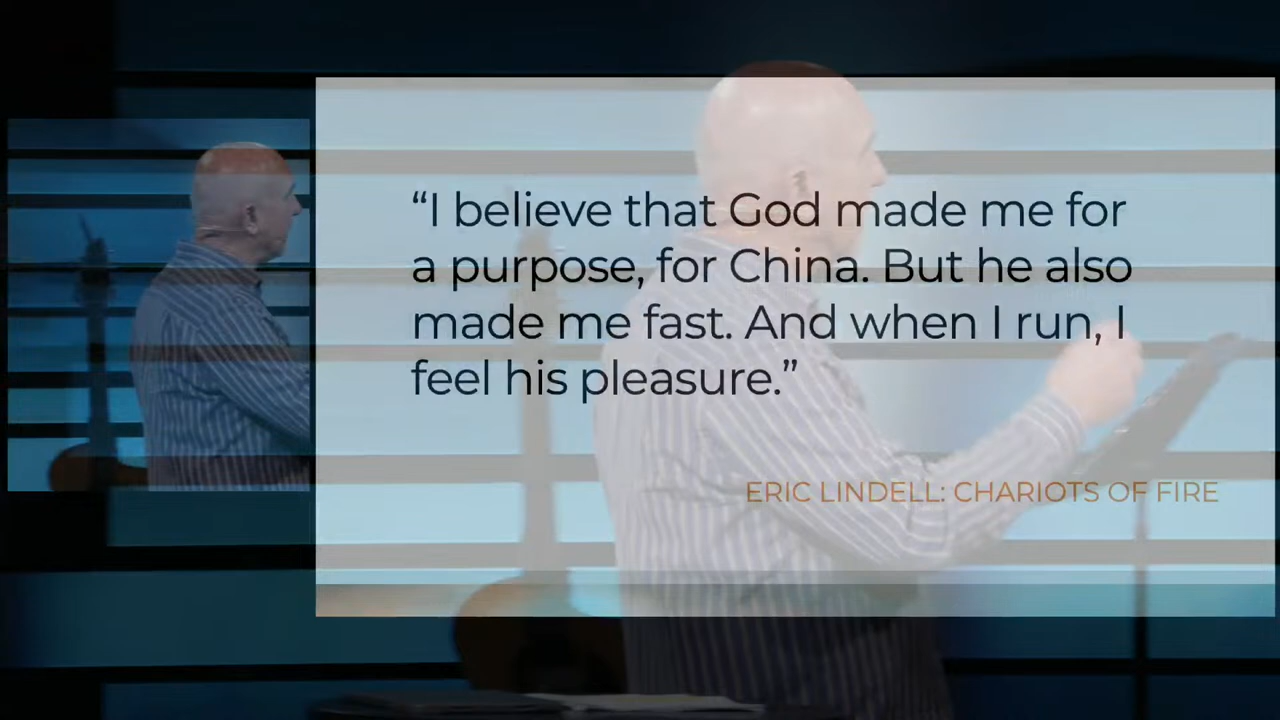 “I believe that God made me for
a purpose, for China. But he also
made me fast. And when I run, I
feel his pleasure.”
ERIC LINDELL: CHARIOTS OF FIRE